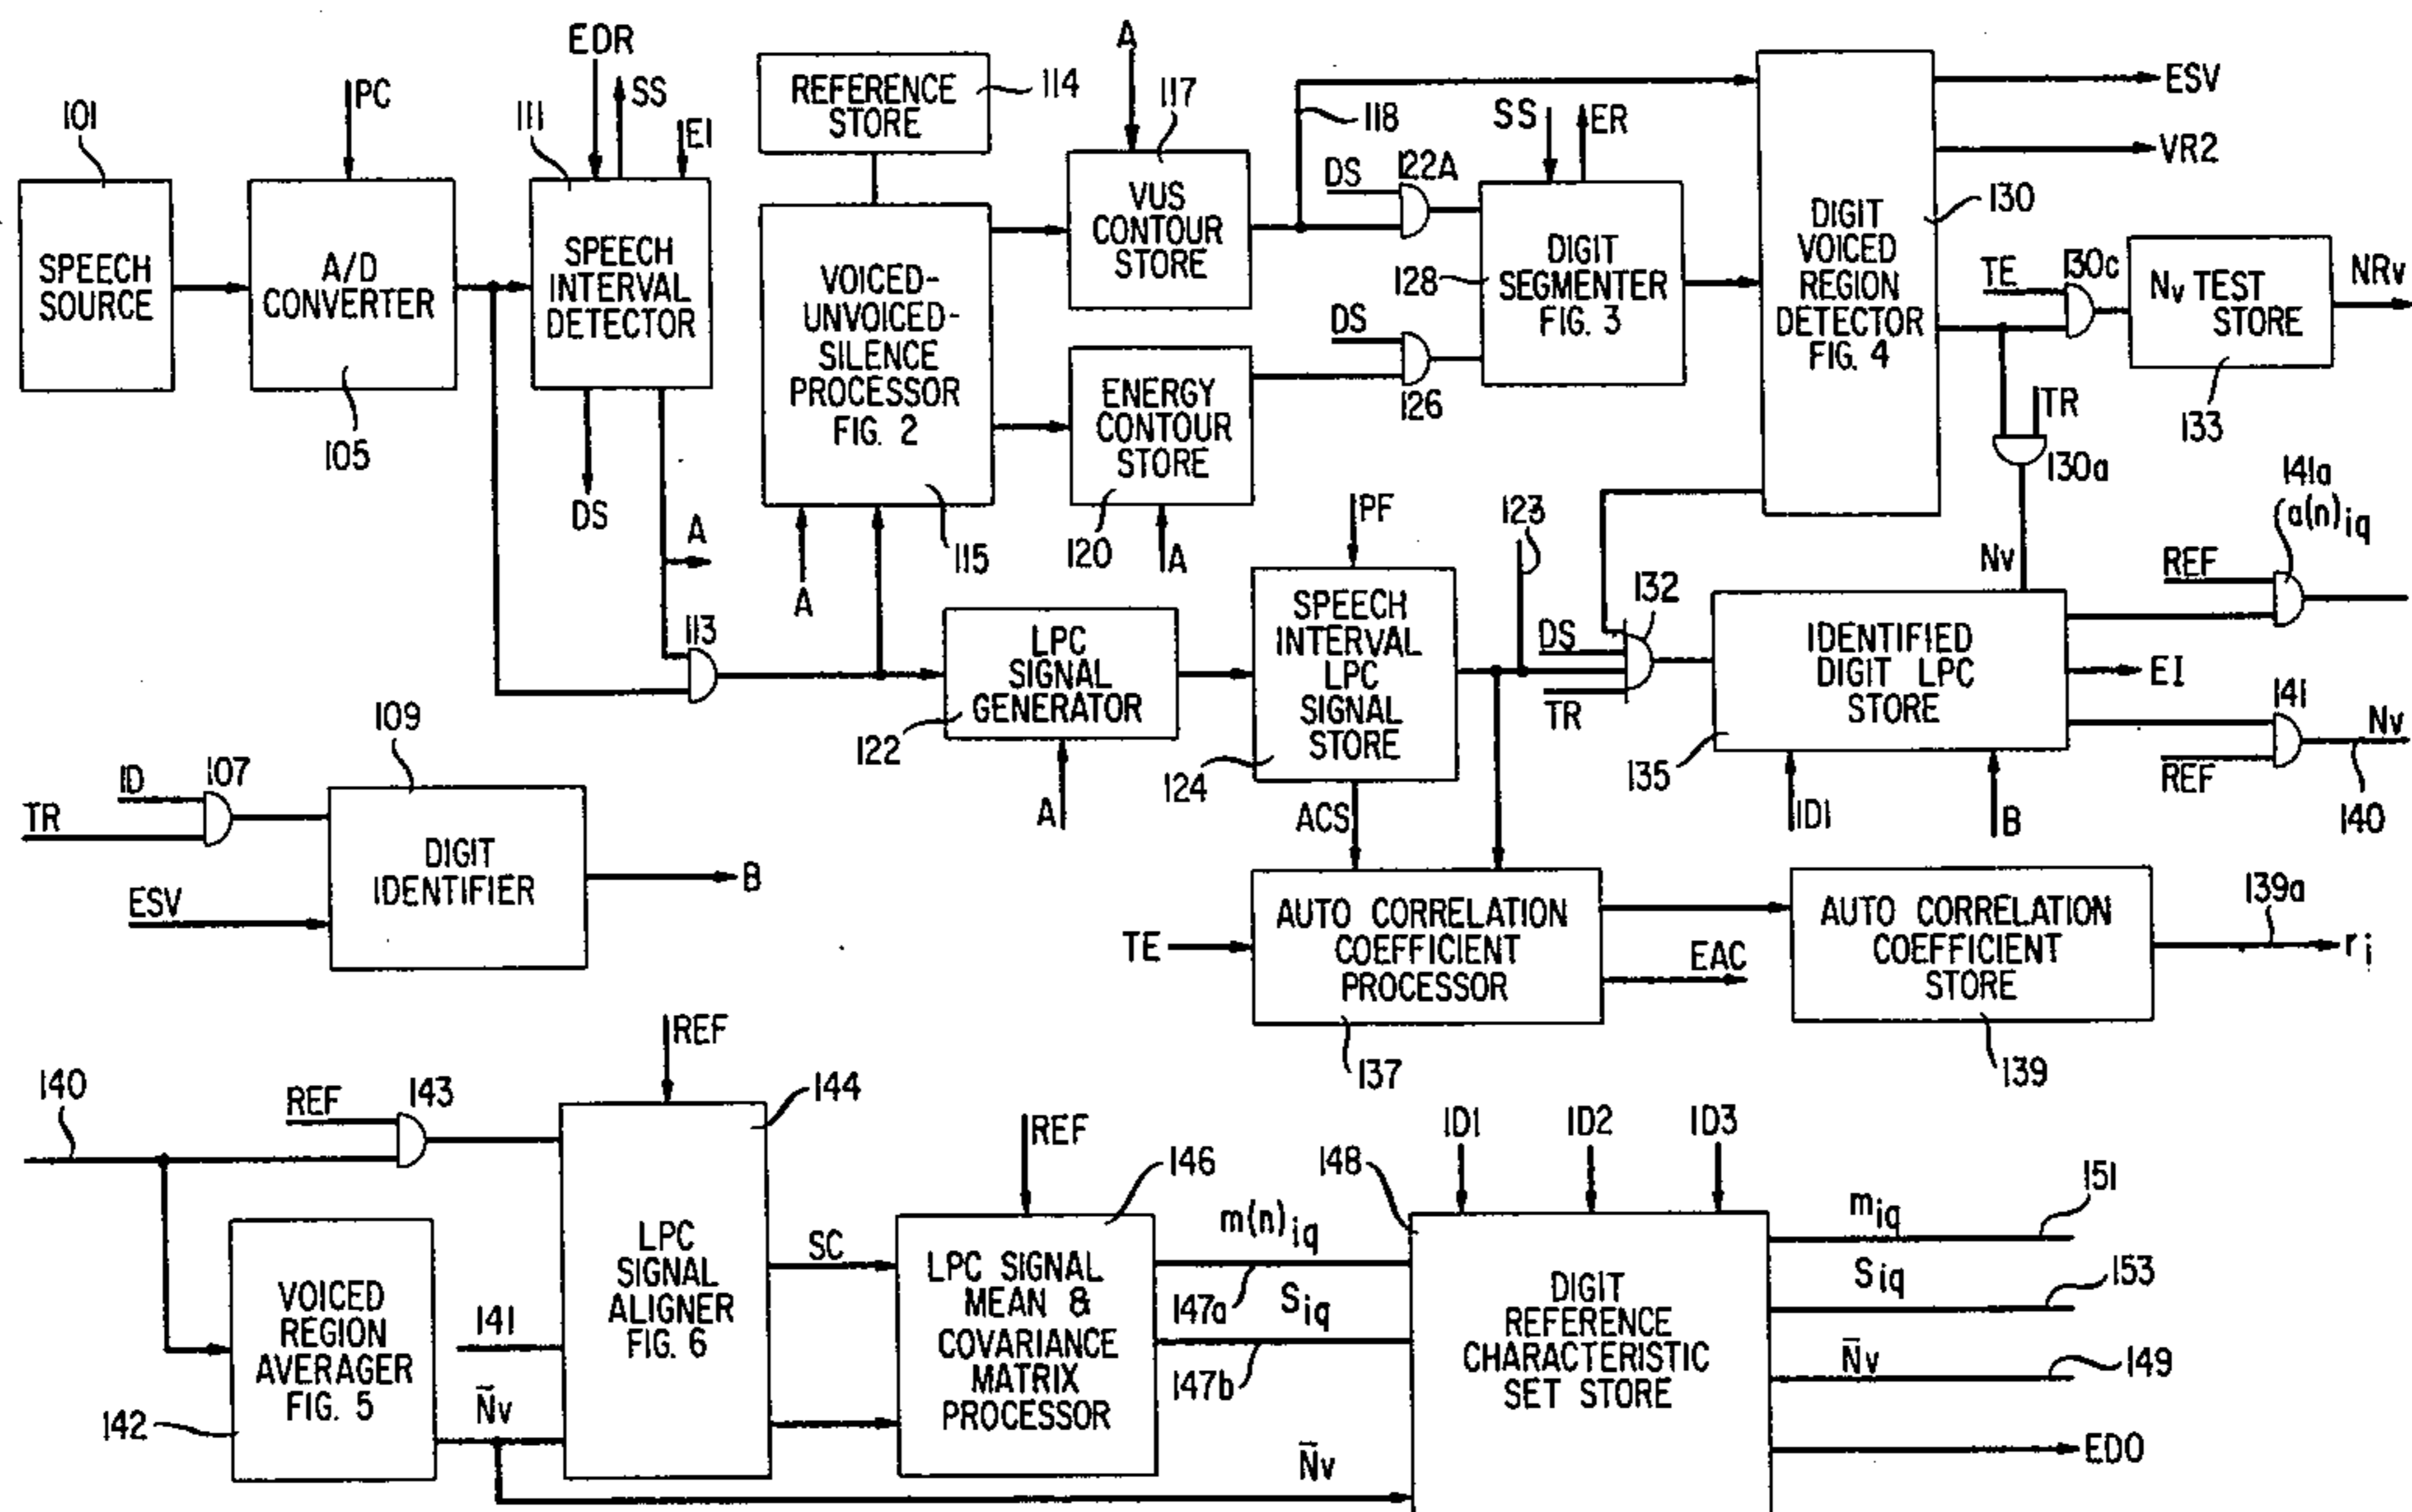 EDR
SS
EI
PC
101
111
SPEECH
SOURCE
A/D
CONVERTER
105
SPEECH
INTERVAL
DETECTOR
DS
A
113
REFERENCE
STORE
114
VOICED-
UNVOICED-
SILENCE
PROCESSOR
FIG. 2
115
A
A
117
VUS
CONTOUR
STORE
118
ENERGY
CONTOUR
STORE
120
A
DS
122A
DS
126
SS
ER
DIGIT
SEGMENTER
FIG. 3
128
DIGIT
VOICED
REGION
DETECTOR
FIG. 4
130
ESV
VR2
TE
130c
Nv TEST
STORE
133
NRv
TR
130a
Nv
LPC
SIGNAL
GENERATOR
122
A
PF
SPEECH
INTERVAL
LPC
SIGNAL
STORE
124
123
DS
132
TR
IDENTIFIED
DIGIT LPC
STORE
135
ID1
B
REF
141a
a(n)iq
EI
141
REF
Nv
140
ID
107
TR
ESV
109
DIGIT
IDENTIFIER
B
ACS
TE
AUTO CORRELATION
COEFFICIENT
PROCESSOR
137
EAC
AUTO CORRELATION
COEFFICIENT
STORE
139
139a
ri
140
REF
143
REF
144
VOICED
REGION
AVERAGER
FIG. 5
142
141
N̄v
LPC
SIGNAL
ALIGNER
FIG. 6
SC
REF
146
LPC SIGNAL
MEAN &
COVARIANCE
MATRIX
PROCESSOR
m(n)iq
147a
Siq
147b
N̄v
148
ID1
ID2
ID3
DIGIT
REFERENCE
CHARACTERISTIC
SET STORE
miq
151
Siq
153
N̄v
149
EDO